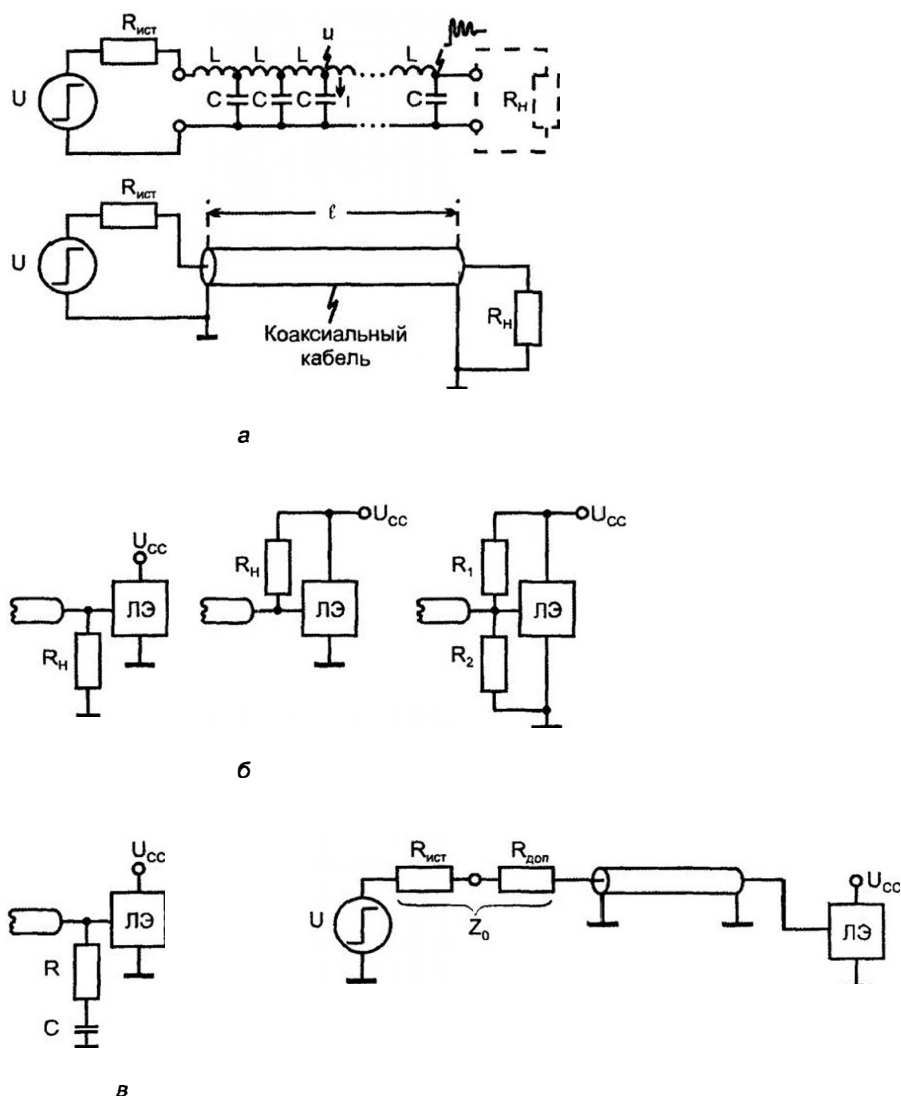 Rист
L L L u L
U C C C i C Rн
Rист
ℓ
U
Rн
Коаксиальный
кабель
а
Ucc Ucc Ucc
Rн R1
ЛЭ ЛЭ ЛЭ
Rн R2
б
Ucc Rист Rдоп
ЛЭ Ucc
U Z0 ЛЭ
R
C
в